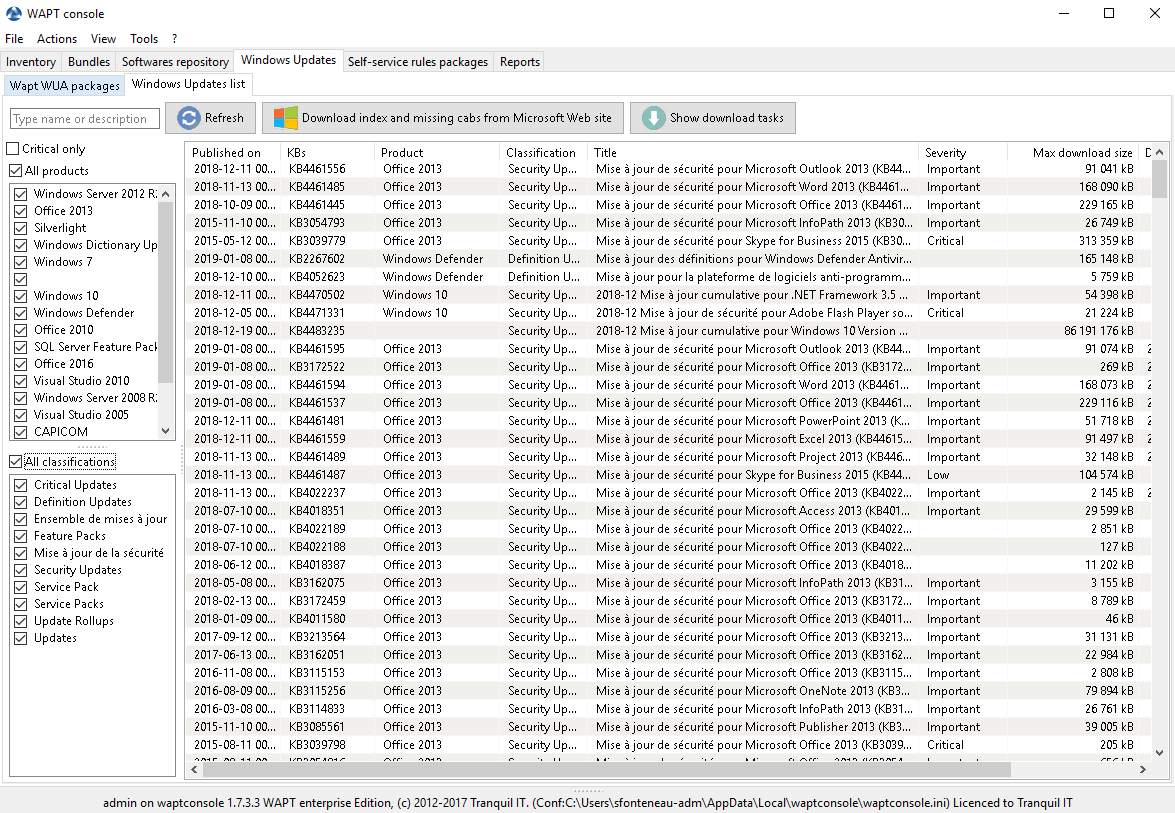 WAPT console
File Actions View Tools ?
Inventory Bundles Softwares repository Windows Updates Self-service rules packages Reports
Wapt WUA packages Windows Updates list
Type name or description Refresh Download index and missing cabs from Microsoft Web site Show download tasks
Critical only
All products
Windows Server 2012 R2
Office 2013
Silverlight
Windows Dictionary Up
Windows 7
Windows 10
Windows Defender
Office 2010
SQL Server Feature Pack
Office 2016
Visual Studio 2010
Windows Server 2008 R2
Visual Studio 2005
CAPICOM
All classifications
Critical Updates
Definition Updates
Ensemble de mises à jour
Feature Packs
Mise à jour de la sécurité
Security Updates
Service Pack
Service Packs
Update Rollups
Updates
Published on KBs Product Classification Title Severity Max download size D
2018-12-11 00... KB4461556 Office 2013 Security Up... Mise à jour de sécurité pour Microsoft Outlook 2013 (KB44... Important 91 041 kB
2018-11-13 00... KB4461485 Office 2013 Security Up... Mise à jour de sécurité pour Microsoft Word 2013 (KB4461... Important 168 090 kB
2018-10-09 00... KB4461445 Office 2013 Security Up... Mise à jour de sécurité pour Microsoft Office 2013 (KB4461... Important 229 165 kB
2015-11-10 00... KB3054793 Office 2013 Security Up... Mise à jour de sécurité pour Microsoft InfoPath 2013 (KB30... Important 26 749 kB
2015-05-12 00... KB3039779 Office 2013 Security Up... Mise à jour de sécurité pour Skype for Business 2015 (KB30... Critical 313 359 kB
2019-01-08 00... KB2267602 Windows Defender Definition U... Mise à jour des définitions pour Windows Defender Antivir... 165 148 kB
2018-12-10 00... KB4052623 Windows Defender Definition U... Mise à jour pour la plateforme de logiciels anti-programm... 5 759 kB
2018-12-11 00... KB4470502 Windows 10 Security Up... 2018-12 Mise à jour cumulative pour .NET Framework 3.5 ... Important 54 398 kB
2018-12-05 00... KB4471331 Windows 10 Security Up... 2018-12 Mise à jour de sécurité pour Adobe Flash Player so... Critical 21 224 kB
2018-12-19 00... KB4483235 Security Up... 2018-12 Mise à jour cumulative pour Windows 10 Version ... 86 191 176 kB
2019-01-08 00... KB4461595 Office 2013 Security Up... Mise à jour de sécurité pour Microsoft Outlook 2013 (KB44... Important 91 074 kB 2
2019-01-08 00... KB3172522 Office 2013 Security Up... Mise à jour de sécurité pour Microsoft Office 2013 (KB3172... Important 269 kB 2
2019-01-08 00... KB4461594 Office 2013 Security Up... Mise à jour de sécurité pour Microsoft Word 2013 (KB4461... Important 168 073 kB 2
2019-01-08 00... KB4461537 Office 2013 Security Up... Mise à jour de sécurité pour Microsoft Office 2013 (KB4461... Important 229 116 kB 2
2018-12-11 00... KB4461481 Office 2013 Security Up... Mise à jour de sécurité pour Microsoft PowerPoint 2013 (K... Important 51 718 kB 2
2018-12-11 00... KB4461559 Office 2013 Security Up... Mise à jour de sécurité pour Microsoft Excel 2013 (KB44615... Important 91 497 kB 2
2018-11-13 00... KB4461489 Office 2013 Security Up... Mise à jour de sécurité pour Microsoft Project 2013 (KB446... Important 32 148 kB 2
2018-11-13 00... KB4461487 Office 2013 Security Up... Mise à jour de sécurité pour Skype for Business 2015 (KB44... Low 104 574 kB
2018-11-13 00... KB4022237 Office 2013 Security Up... Mise à jour de sécurité pour Microsoft Office 2013 (KB4022... Important 2 145 kB 2
2018-07-10 00... KB4018351 Office 2013 Security Up... Mise à jour de sécurité pour Microsoft Access 2013 (KB401... Important 29 599 kB
2018-07-10 00... KB4022189 Office 2013 Security Up... Mise à jour de sécurité pour Microsoft Office 2013 (KB4022... 2 851 kB
2018-07-10 00... KB4022188 Office 2013 Security Up... Mise à jour de sécurité pour Microsoft Office 2013 (KB4022... 127 kB
2018-06-12 00... KB4018387 Office 2013 Security Up... Mise à jour de sécurité pour Microsoft Office 2013 (KB4018... 11 202 kB
2018-05-08 00... KB3162075 Office 2013 Security Up... Mise à jour de sécurité pour Microsoft InfoPath 2013 (KB31... Important 3 155 kB
2018-02-13 00... KB3172459 Office 2013 Security Up... Mise à jour de sécurité pour Microsoft Office 2013 (KB3172... Important 8 789 kB
2018-01-09 00... KB4011580 Office 2013 Security Up... Mise à jour de sécurité pour Microsoft Office 2013 (KB4011... Important 46 kB
2017-09-12 00... KB3213564 Office 2013 Security Up... Mise à jour de sécurité pour Microsoft Office 2013 (KB3213... Important 31 131 kB
2017-06-13 00... KB3162051 Office 2013 Security Up... Mise à jour de sécurité pour Microsoft Office 2013 (KB3162... Important 22 984 kB
2016-11-08 00... KB3115153 Office 2013 Security Up... Mise à jour de sécurité pour Microsoft Office 2013 (KB3115... Important 2 808 kB
2016-08-09 00... KB3115256 Office 2013 Security Up... Mise à jour de sécurité pour Microsoft OneNote 2013 (KB3... Important 79 894 kB
2016-03-08 00... KB3114833 Office 2013 Security Up... Mise à jour de sécurité pour Microsoft InfoPath 2013 (KB31... Important 26 761 kB
2015-11-10 00... KB3085561 Office 2013 Security Up... Mise à jour de sécurité pour Microsoft Publisher 2013 (KB3... Important 39 005 kB
2015-08-11 00... KB3039798 Office 2013 Security Up... Mise à jour de sécurité pour Microsoft Office 2013 (KB3039... Critical 205 kB
admin on waptconsole 1.7.3.3 WAPT enterprise Edition, (c) 2012-2017 Tranquil IT. (Conf:C:\Users\sfonteneau-adm\AppData\Local\waptconsole\waptconsole.ini) Licenced to Tranquil IT